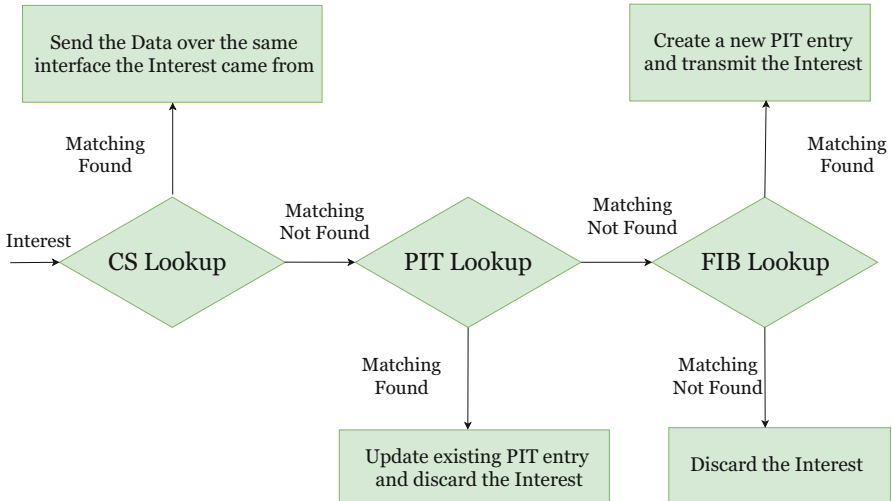 Send the Data over the same
interface the Interest came from
Create a new PIT entry
and transmit the Interest
Matching
Found
Matching
Found
Interest
CS Lookup
Matching
Not Found
PIT Lookup
Matching
Not Found
FIB Lookup
Matching
Found
Matching
Not Found
Update existing PIT entry
and discard the Interest
Discard the Interest